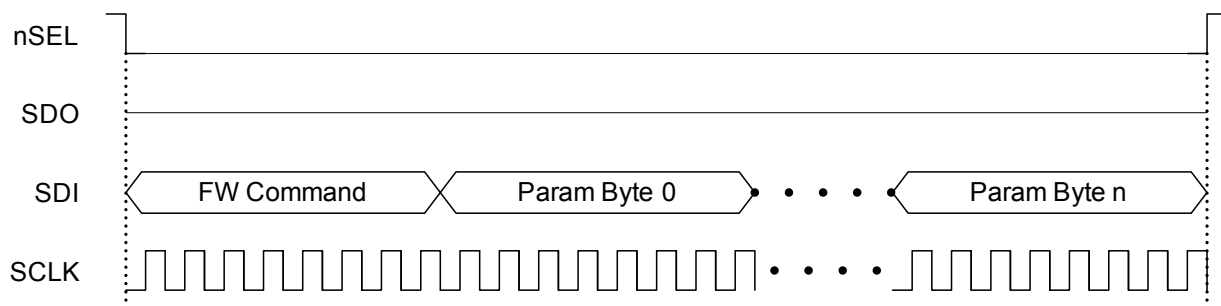 nSEL
SDO
SDI FW Command Param Byte 0 Param Byte n
SCLK